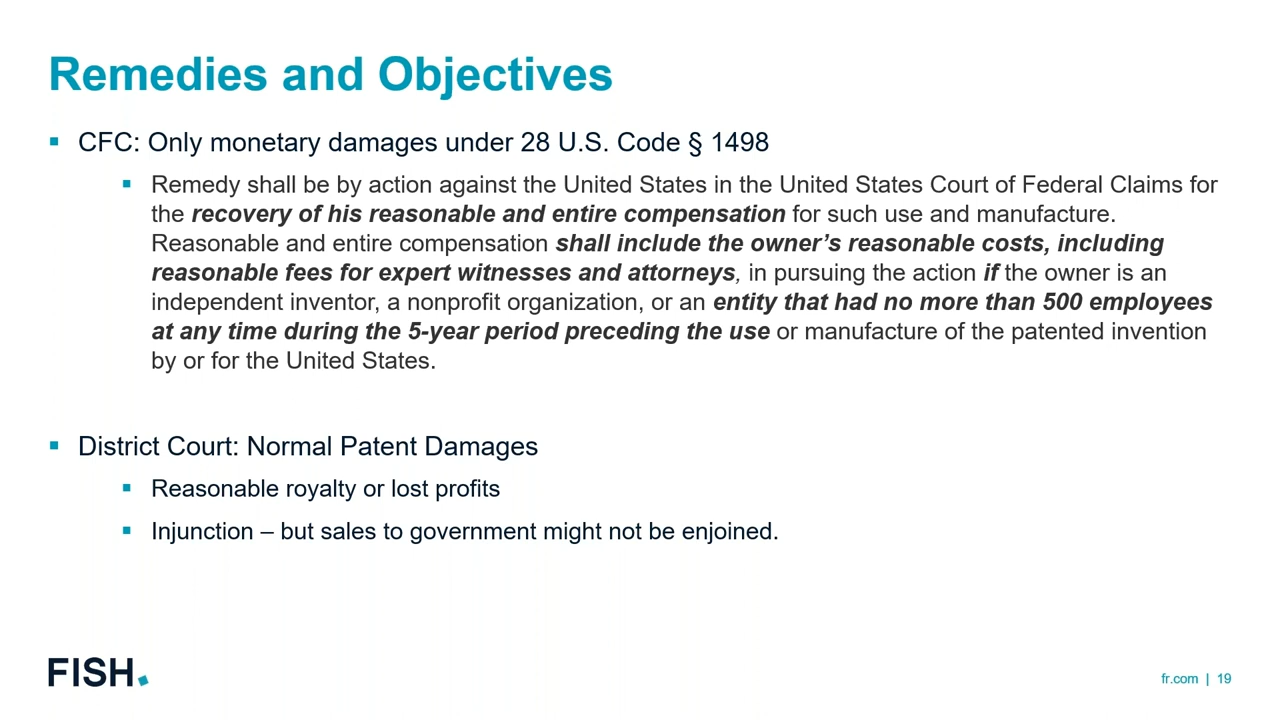 Remedies and Objectives
CFC: Only monetary damages under 28 U.S. Code § 1498
Remedy shall be by action against the United States in the United States Court of Federal Claims for
the recovery of his reasonable and entire compensation for such use and manufacture.
Reasonable and entire compensation shall include the owner’s reasonable costs, including
reasonable fees for expert witnesses and attorneys, in pursuing the action if the owner is an
independent inventor, a nonprofit organization, or an entity that had no more than 500 employees
at any time during the 5-year period preceding the use or manufacture of the patented invention
by or for the United States.
District Court: Normal Patent Damages
Reasonable royalty or lost profits
Injunction – but sales to government might not be enjoined.
FISH.
fr.com | 19